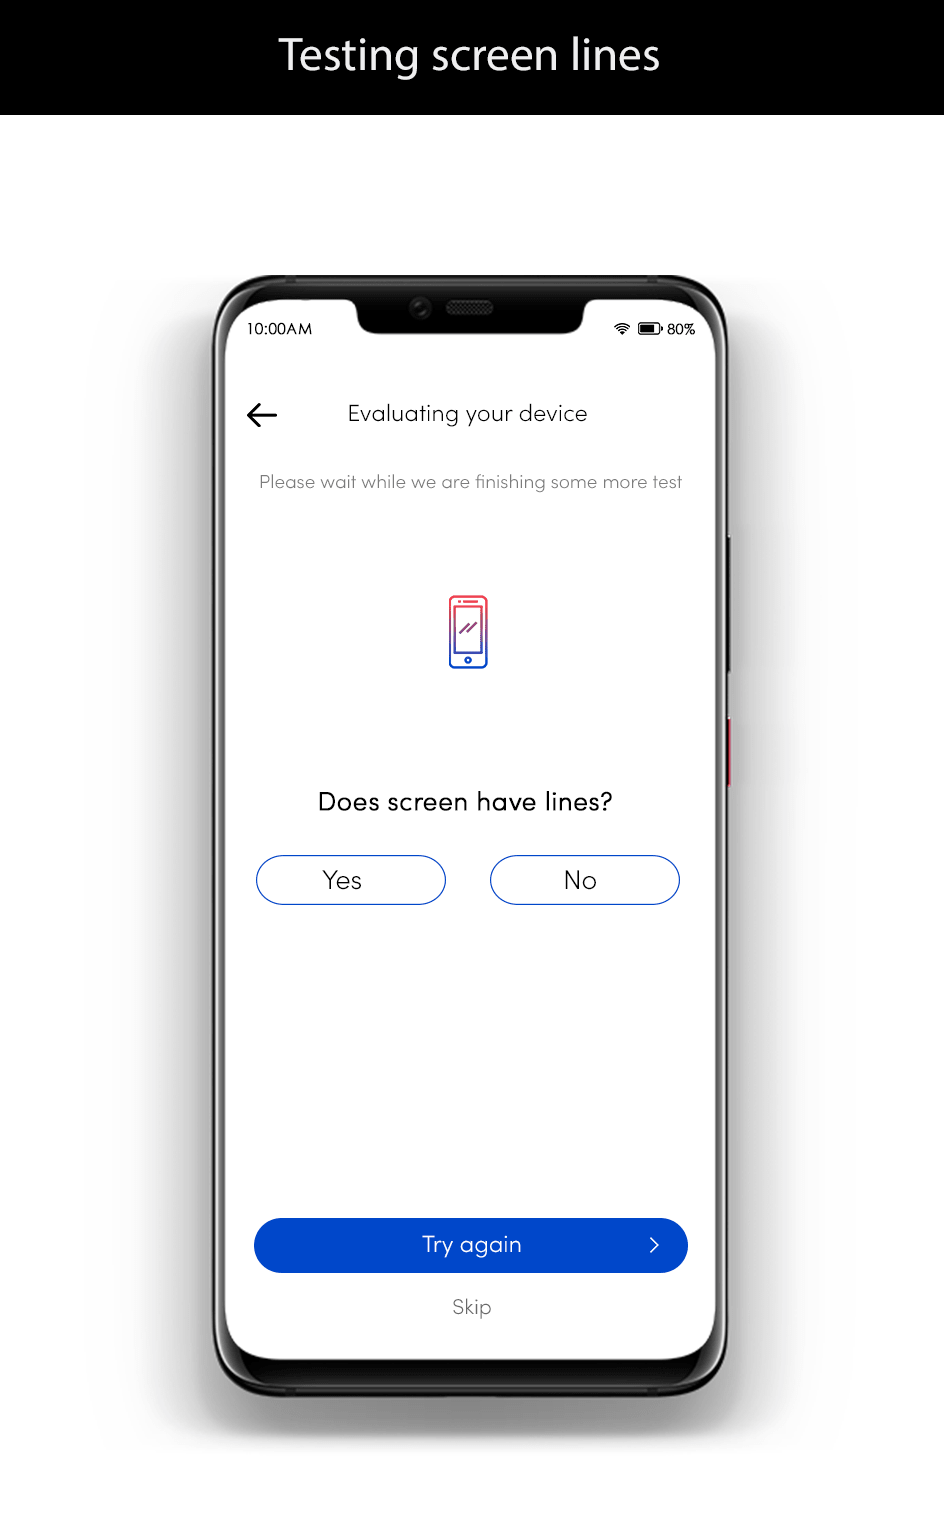 Testing screen lines
10:00AM 80%
Evaluating your device
Please wait while we are finishing some more test
Does screen have lines?
Yes No
Try again
Skip